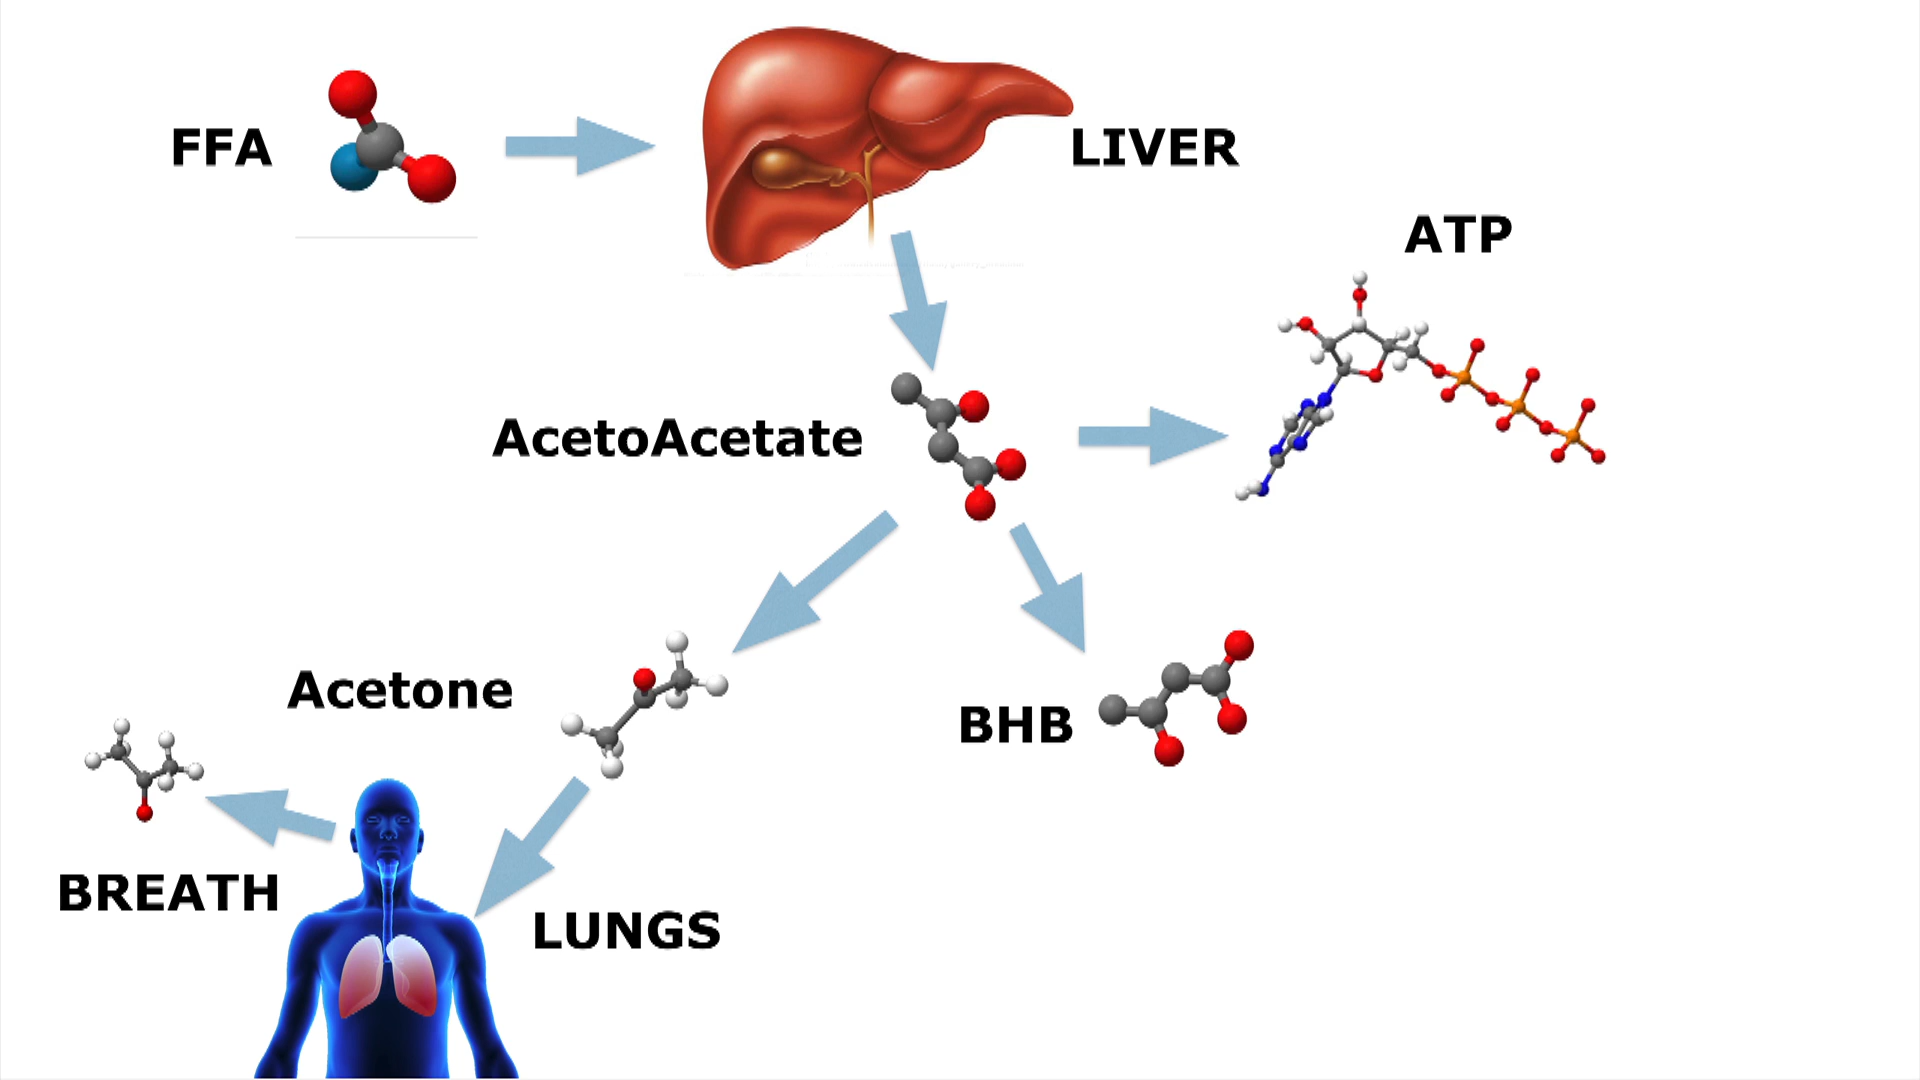 FFA
LIVER
ATP
AcetoAcetate
Acetone
BHB
BREATH
LUNGS